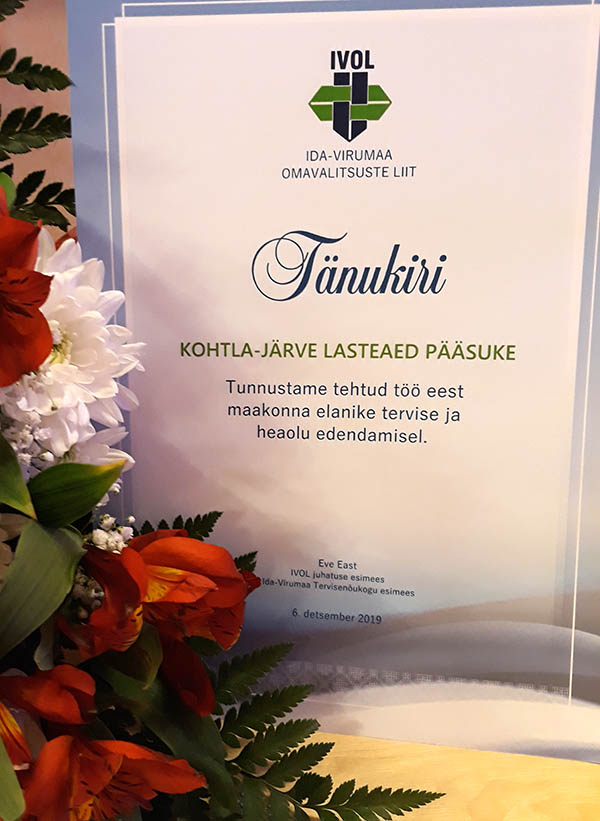 IVOL
IDA-VIRUMAA
OMAVALITSUSTE LIIT
Tänukiri
KOHTLA-JÄRVE LASTEAED PÄÄSUKE
Tunnustame tehtud töö eest
maakonna elanike tervise ja
heaolu edendamisel.
Eve East
IVOL juhatuse esimees
Ida-Virumaa Tervisenõukogu esimees
6. detsember 2019